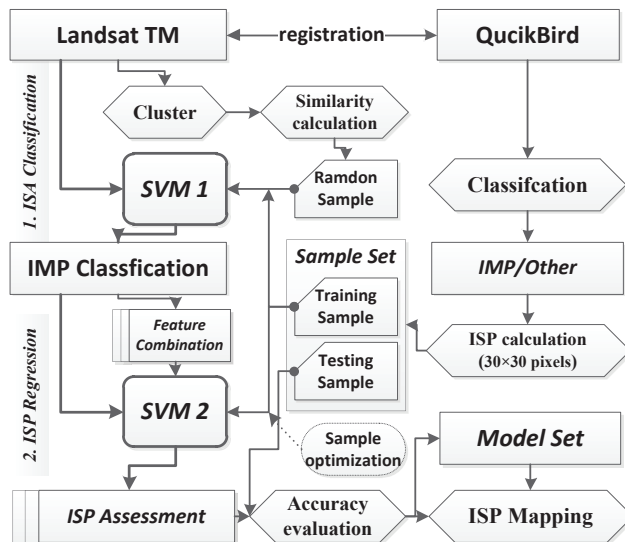 Landsat TM
registration
QucikBird
Cluster
Similarity
calculation
1. ISA Classification
SVM 1
Ramdon
Sample
Classifcation
IMP Classfication
Sample Set
IMP/Other
Training
Sample
Feature
Combination
ISP calculation
(30×30 pixels)
Testing
Sample
2. ISP Regression
SVM 2
Sample
optimization
Model Set
ISP Assessment
Accuracy
evaluation
ISP Mapping